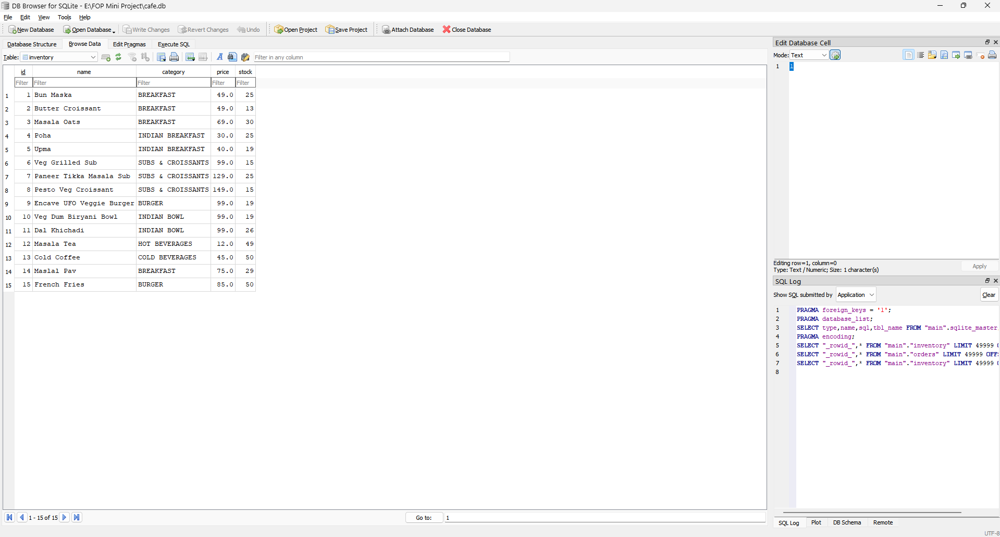 DB Browser for SQLite - E:\FOP Mini Project\cafe.db
File Edit View Tools Help
New Database Open Database Write Changes Revert Changes Undo Open Project Save Project Attach Database Close Database
Database Structure Browse Data Edit Pragmas Execute SQL
Table: inventory Filter in any column
id name category price stock
Filter Filter Filter Filter Filter
1 1 Bun Maska BREAKFAST 49.0 25
2 2 Butter Croissant BREAKFAST 49.0 13
3 3 Masala Oats BREAKFAST 69.0 30
4 4 Poha INDIAN BREAKFAST 30.0 25
5 5 Upma INDIAN BREAKFAST 40.0 19
6 6 Veg Grilled Sub SUBS & CROISSANTS 99.0 15
7 7 Paneer Tikka Masala Sub SUBS & CROISSANTS 129.0 25
8 8 Pesto Veg Croissant SUBS & CROISSANTS 149.0 15
9 9 Encave UFO Veggie Burger BURGER 99.0 19
10 10 Veg Dum Biryani Bowl INDIAN BOWL 99.0 19
11 11 Dal Khichadi INDIAN BOWL 99.0 26
12 12 Masala Tea HOT BEVERAGES 12.0 49
13 13 Cold Coffee COLD BEVERAGES 45.0 50
14 14 Maslal Pav BREAKFAST 75.0 29
15 15 French Fries BURGER 85.0 50
1 - 15 of 15 Go to: 1
Edit Database Cell
Mode: Text
1 1
Editing row=1, column=0
Type: Text / Numeric; Size: 1 character(s)
Apply
SQL Log
Show SQL submitted by Application Clear
1 PRAGMA foreign_keys = '1';
2 PRAGMA database_list;
3 SELECT type,name,sql,tbl_name FROM "main".sqlite_master
4 PRAGMA encoding;
5 SELECT "_rowid_",* FROM "main"."inventory" LIMIT 49999
6 SELECT "_rowid_",* FROM "main"."orders" LIMIT 49999 OFF
7 SELECT "_rowid_",* FROM "main"."inventory" LIMIT 49999
8
SQL Log Plot DB Schema Remote
UTF-8